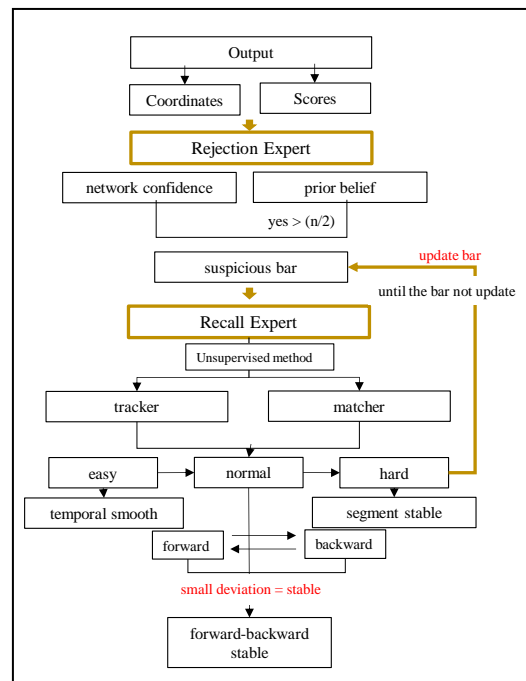 Output
Coordinates
Scores
Rejection Expert
network confidence
prior belief
yes > (n/2)
update bar
suspicious bar
until the bar not update
Recall Expert
Unsupervised method
tracker
matcher
easy
normal
hard
temporal smooth
segment stable
forward
backward
small deviation = stable
forward-backward
stable